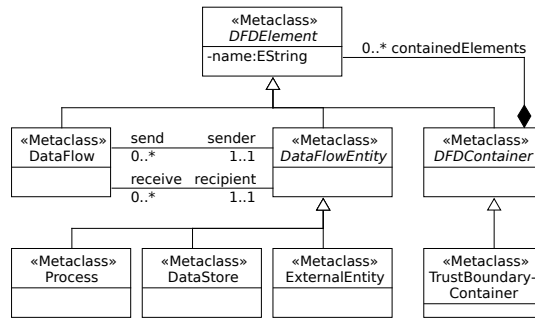 «Metaclass»
DFDElement
-name:EString
0..* containedElements
«Metaclass»
DataFlow
send sender
0..* 1..1
receive recipient
0..* 1..1
«Metaclass»
DataFlowEntity
«Metaclass»
DFDContainer
«Metaclass»
Process
«Metaclass»
DataStore
«Metaclass»
ExternalEntity
«Metaclass»
TrustBoundary-
Container